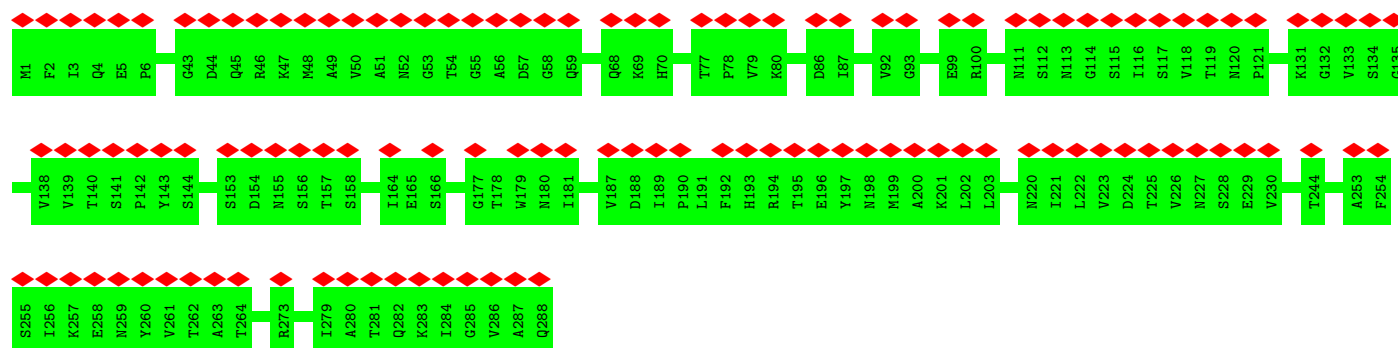 M1 F2 I3 Q4 E5 P6 G43 D44 Q45 R46 K47 M48 A49 V50 A51 N52 G53 T54 G55 A56 D57 G58 Q59 Q68 K69 H70 T77 P78 V79 K80 D86 I87 V92 G93 E99 R100 N111 S112 N113 G114 S115 I116 S117 V118 T119 N120 P121 K131 G132 V133 S134 G135
V138 V139 T140 S141 P142 Y143 S144 S153 D154 N155 S156 T157 S158 I164 E165 S166 G177 T178 W179 N180 I181 V187 D188 I189 P190 L191 F192 H193 R194 T195 E196 Y197 N198 M199 A200 K201 L202 L203 N220 I221 L222 V223 D224 T225 V226 N227 S228 E229 V230 T244 A253 F254
S255 I256 K257 E258 N259 Y260 V261 T262 A263 T264 R273 I279 A280 T281 Q282 K283 I284 G285 V286 A287 Q288